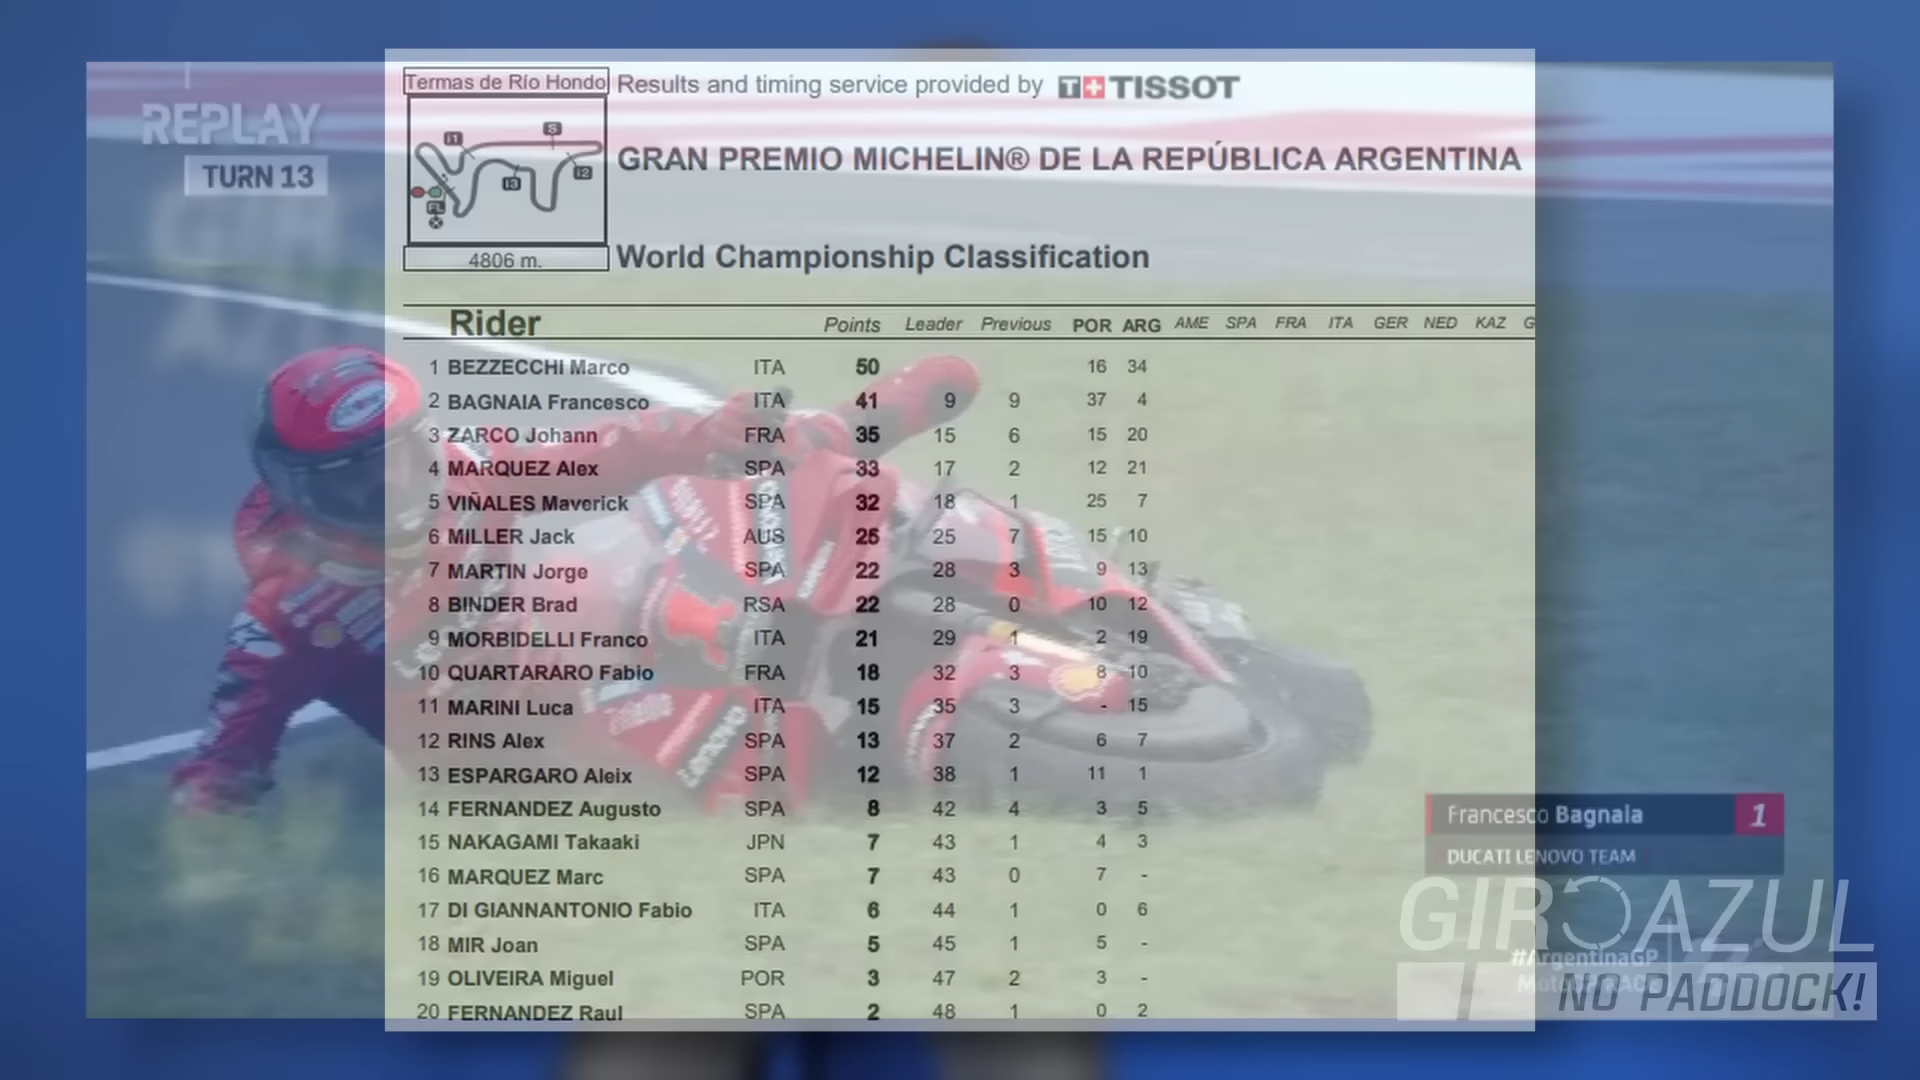 REPLAY
TURN 13
Termas de Río Hondo
Results and timing service provided by T+TISSOT
GRAN PREMIO MICHELIN® DE LA REPÚBLICA ARGENTINA
4806 m.
World Championship Classification
Rider Points Leader Previous POR ARG AME SPA FRA ITA GER NED KAZ G
1 BEZZECCHI Marco ITA 50 16 34
2 BAGNAIA Francesco ITA 41 9 9 37 4
3 ZARCO Johann FRA 35 15 6 15 20
4 MARQUEZ Alex SPA 33 17 2 12 21
5 VIÑALES Maverick SPA 32 18 1 25 7
6 MILLER Jack AUS 25 25 7 15 10
7 MARTIN Jorge SPA 22 28 3 9 13
8 BINDER Brad RSA 22 28 0 10 12
9 MORBIDELLI Franco ITA 21 29 1 2 19
10 QUARTARARO Fabio FRA 18 32 3 8 10
11 MARINI Luca ITA 15 35 3 - 15
12 RINS Alex SPA 13 37 2 6 7
13 ESPARGARO Aleix SPA 12 38 1 11 1
14 FERNANDEZ Augusto SPA 8 42 4 3 5
15 NAKAGAMI Takaaki JPN 7 43 1 4 3
16 MARQUEZ Marc SPA 7 43 0 7 -
17 DI GIANNANTONIO Fabio ITA 6 44 1 0 6
18 MIR Joan SPA 5 45 1 5 -
19 OLIVEIRA Miguel POR 3 47 2 3 -
20 FERNANDEZ Raul SPA 2 48 1 0 2
Francesco Bagnaia 1
DUCATI LENOVO TEAM
GIROAZUL
#ArgentinaGP
NO PADDOCK!